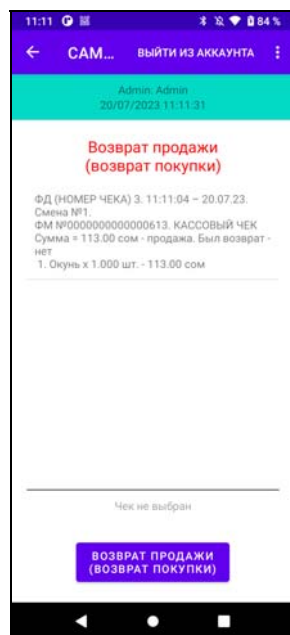 11:11 84 %
САМ... ВЫЙТИ ИЗ АККАУНТА
Admin: Admin
20/07/2023 11:11:31
Возврат продажи
(возврат покупки)
ФД (НОМЕР ЧЕКА) 3. 11:11:04 – 20.07.23.
Смена №1.
ФМ №0000000000000613. КАССОВЫЙ ЧЕК
Сумма = 113.00 сом - продажа. Был возврат -
нет
1. Окунь x 1.000 шт. - 113.00 сом
Чек не выбран
ВОЗВРАТ ПРОДАЖИ
(ВОЗВРАТ ПОКУПКИ)